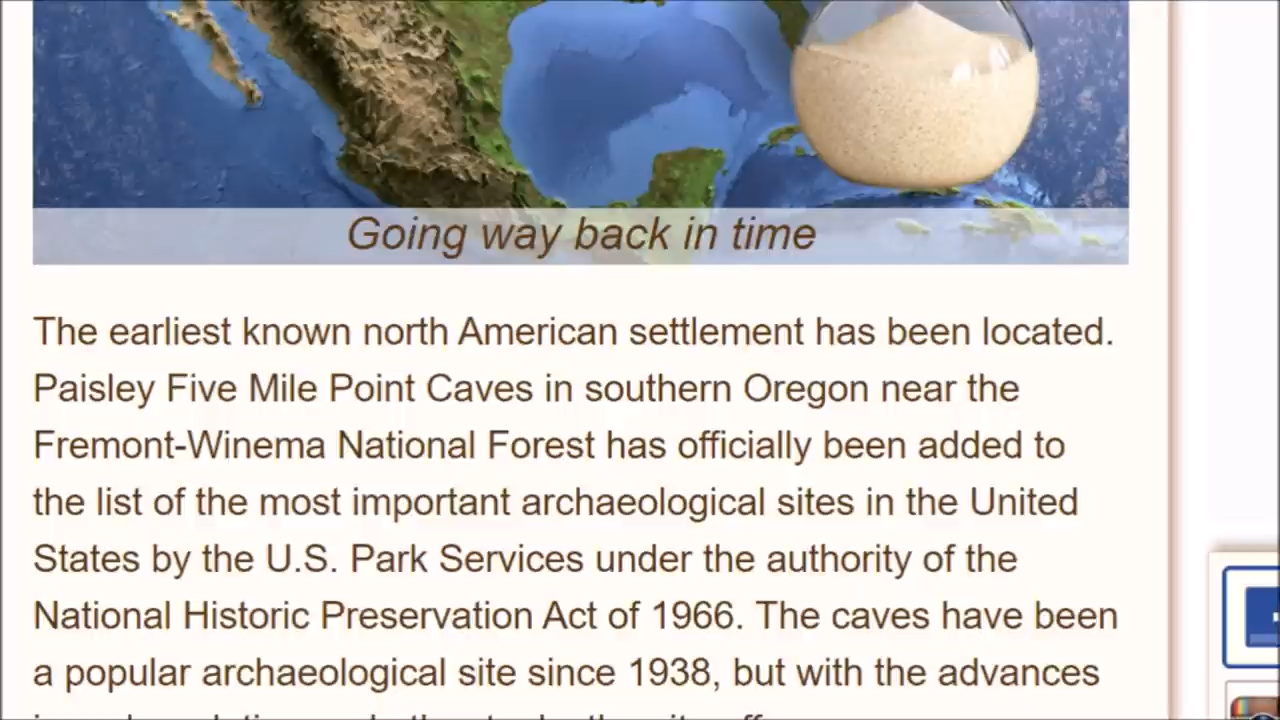 Going way back in time
The earliest known north American settlement has been located.
Paisley Five Mile Point Caves in southern Oregon near the
Fremont-Winema National Forest has officially been added to
the list of the most important archaeological sites in the United
States by the U.S. Park Services under the authority of the
National Historic Preservation Act of 1966. The caves have been
a popular archaeological site since 1938, but with the advances